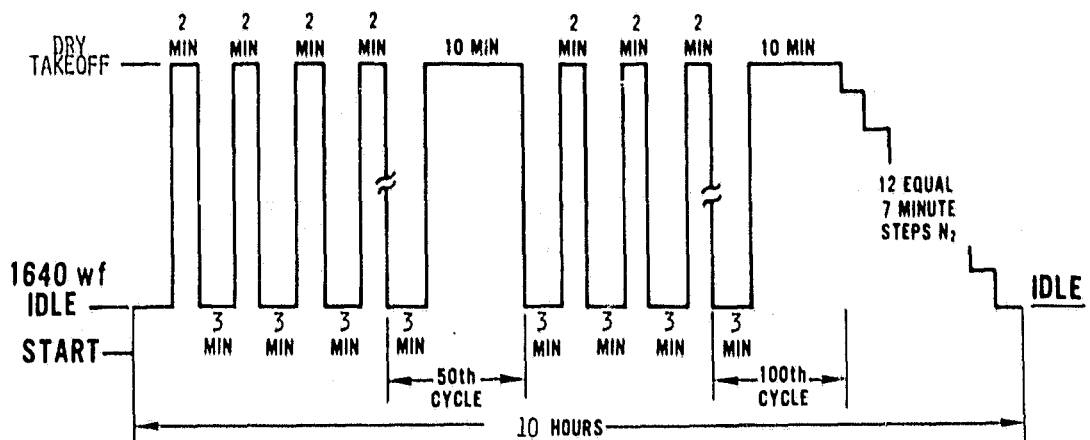 2 2 2 2 2 2 2
MIN MIN MIN MIN 10 MIN MIN MIN MIN 10 MIN
DRY
TAKEOFF
12 EQUAL
7 MINUTE
STEPS N₂
1640 wf
IDLE
IDLE
START
3 3 3 3 3 3 3 3
MIN MIN MIN MIN MIN MIN MIN MIN
50th
CYCLE
100th
CYCLE
10 HOURS